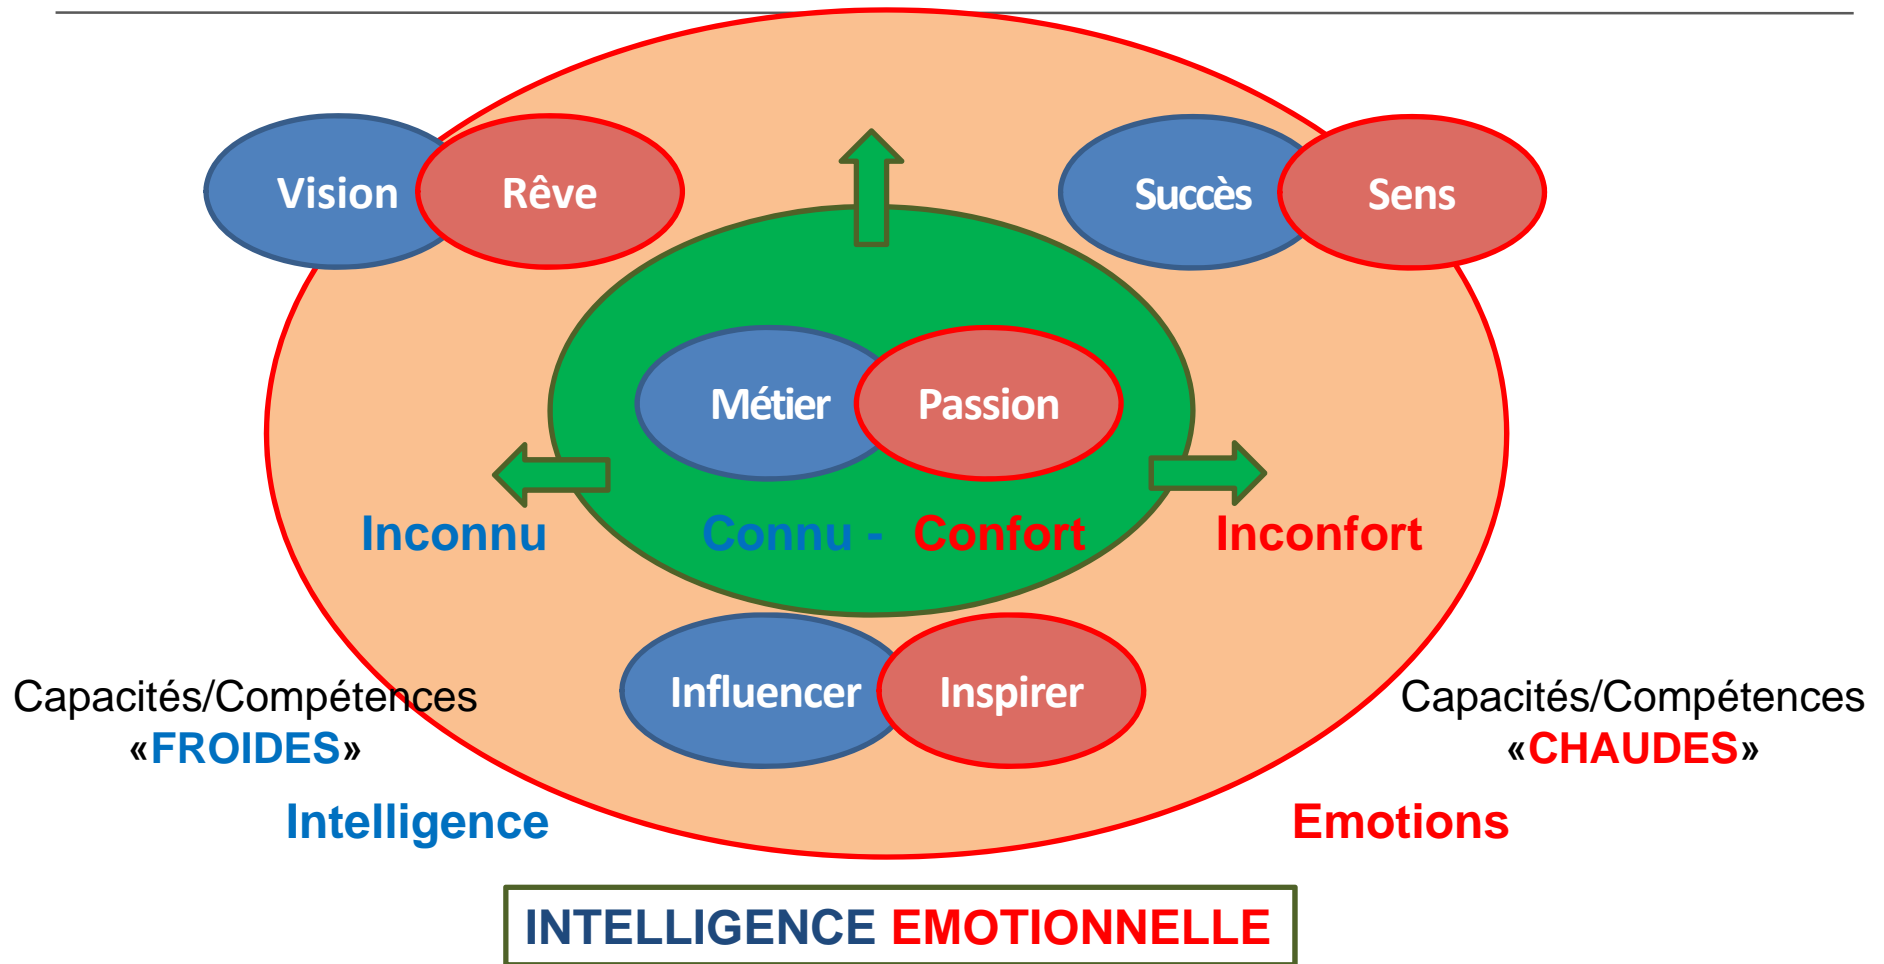 Vision Rêve Succès Sens
Métier Passion
Inconnu Connu - Confort Inconfort
Influencer Inspirer
Capacités/Compétences
«FROIDES»
Capacités/Compétences
«CHAUDES»
Intelligence Emotions
INTELLIGENCE EMOTIONNELLE